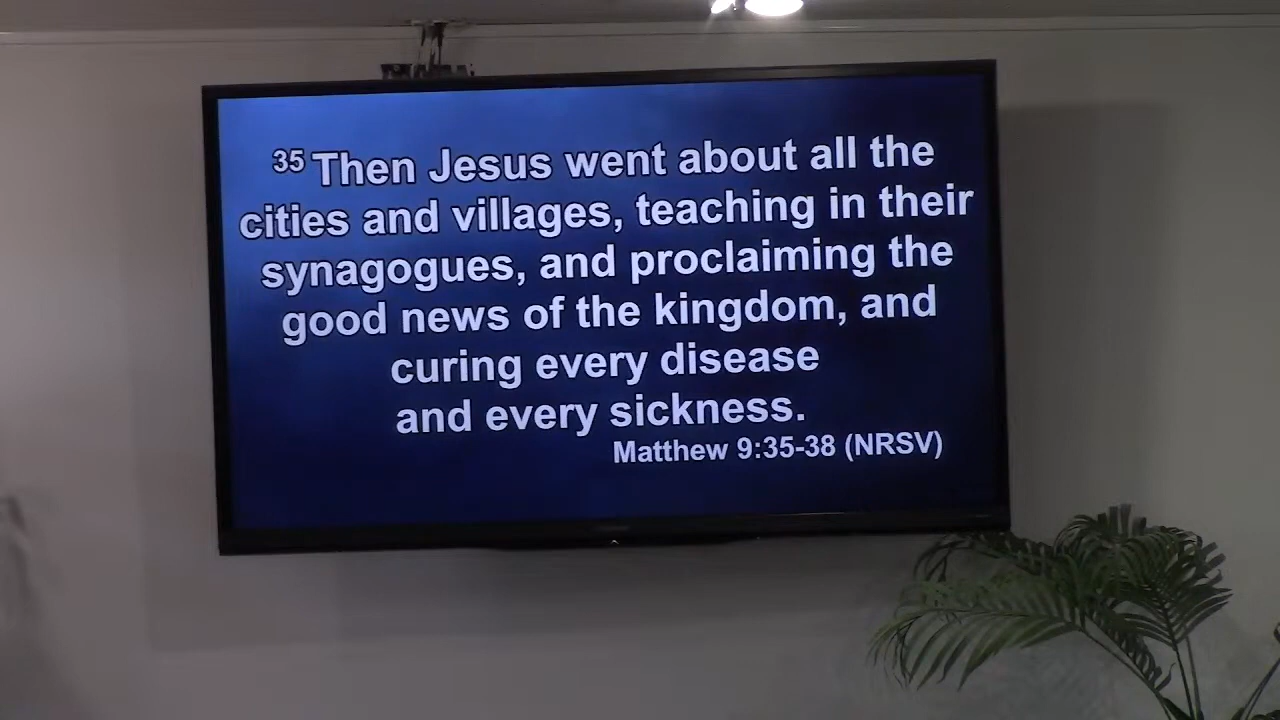 35 Then Jesus went about all the
cities and villages, teaching in their
synagogues, and proclaiming the
good news of the kingdom, and
curing every disease
and every sickness.
Matthew 9:35-38 (NRSV)